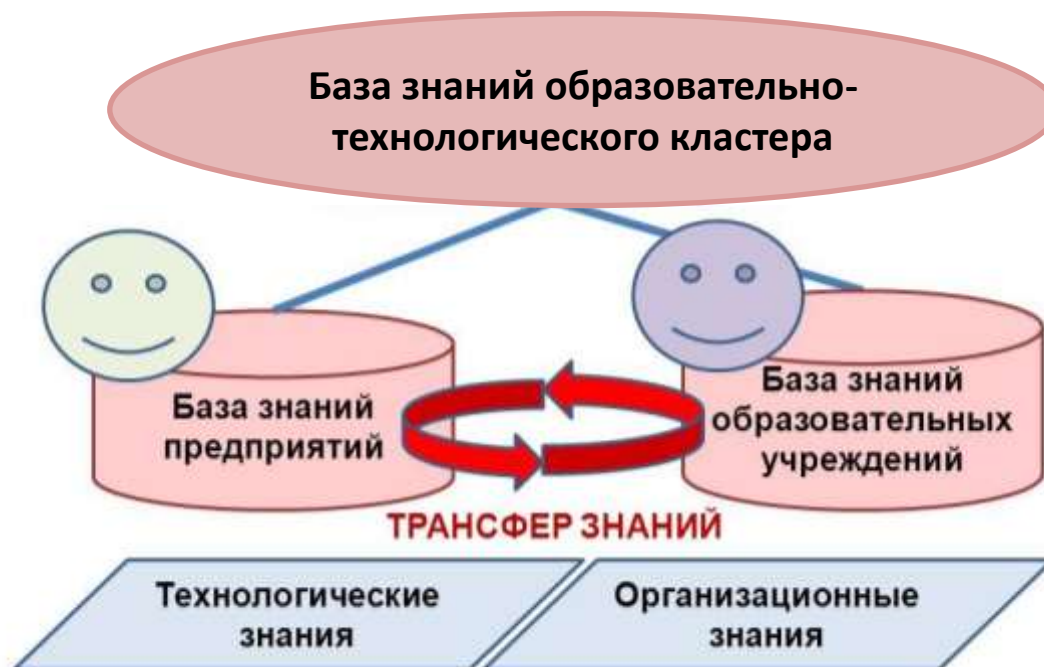 База знаний образовательно-
технологического кластера
База знаний
предприятий
База знаний
образовательных
учреждений
ТРАНСФЕР ЗНАНИЙ
Технологические
знания
Организационные
знания